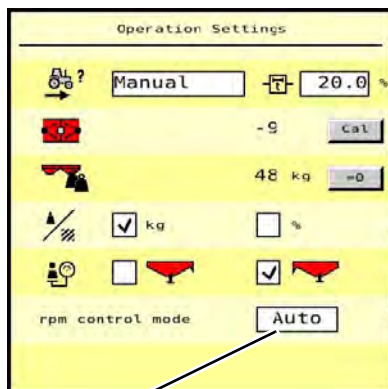 Operation Settings
? Manual 20.0 %
-9 Cal
48 kg =0
kg %
rpm control mode Auto